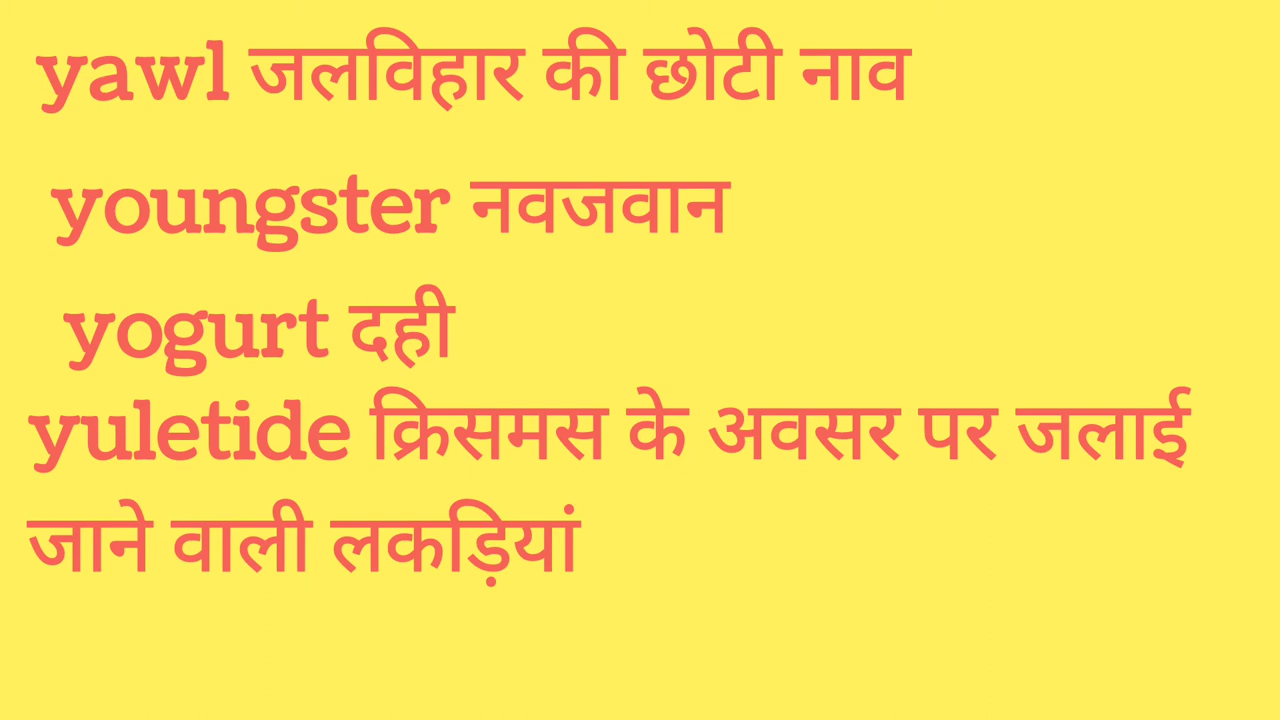 yawl जलविहार की छोटी नाव
youngster नवजवान
yogurt दही
yuletide क्रिसमस के अवसर पर जलाई
जाने वाली लकड़ियां